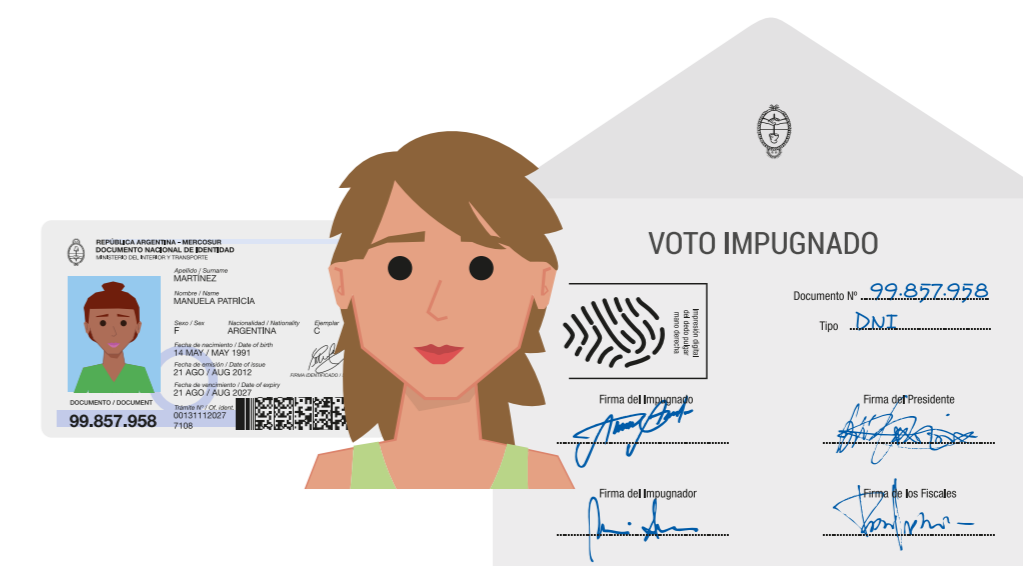 REPÚBLICA ARGENTINA - MERCOSUR
DOCUMENTO NACIONAL DE IDENTIDAD
MINISTERIO DEL INTERIOR Y TRANSPORTE
Apellido / Surname
MARTÍNEZ
Nombre / Name
MANUELA PATRÍCIA
Sexo / Sex Nacionalidad / Nationality Ejemplar
F ARGENTINA C
Fecha de nacimiento / Date of birth
14 MAY / MAY 1991
Fecha de emisión / Date of issue
21 AGO / AUG 2012
FIRMA IDENTIFICADO /
Fecha de vencimiento / Date of expiry
21 AGO / AUG 2027
DOCUMENTO / DOCUMENT
99.857.958
Trámite Nº / Of. ident.
00131112027
7108
VOTO IMPUGNADO
Documento Nº 99.857.958
Tipo DNI
Impresión digital
del dedo pulgar
mano derecha
Firma del Impugnado
Firma del Presidente
Firma del Impugnador
Firma de los Fiscales